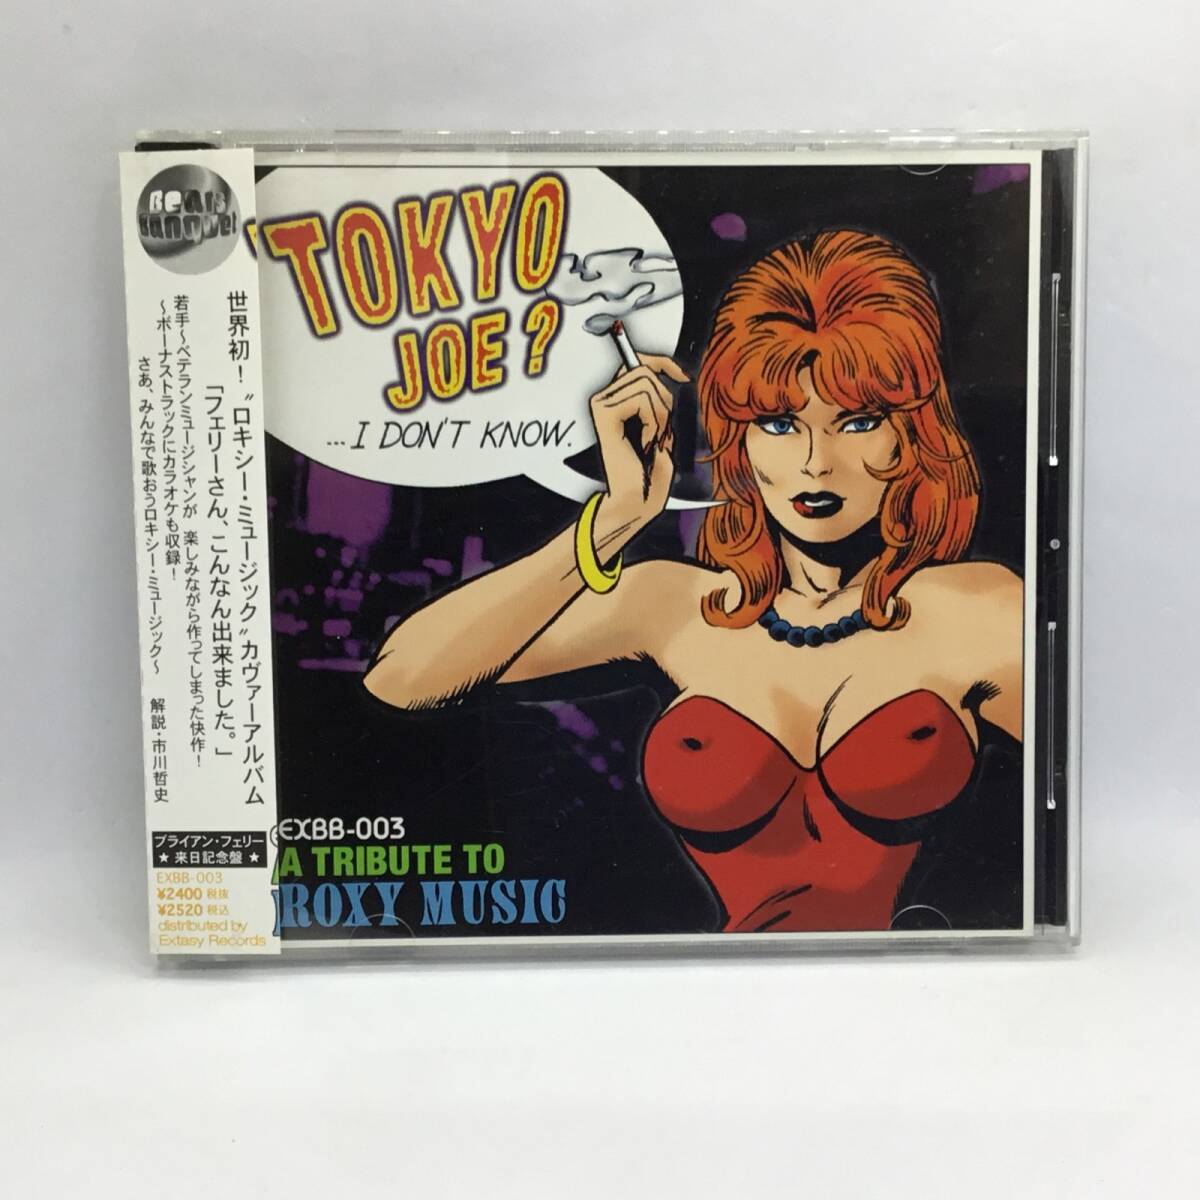 BEARS
Banquet
世界初！"ロキシー・ミュージック"カヴァーアルバム
「フェリーさん、こんなん出来ました。」
若手～ベテランミュージシャンが 楽しみながら作ってしまった快作！
～ボーナストラックにカラオケも収録！
さあ、みんなで歌おうロキシー・ミュージック～ 解説・市川哲史
ブライアン・フェリー
★ 来日記念盤 ★
EXBB-003
¥2400 税抜
¥2520 税込
distributed by
Extasy Records
TOKYO
JOE?
...I DON'T KNOW.
EXBB-003
A TRIBUTE TO
ROXY MUSIC